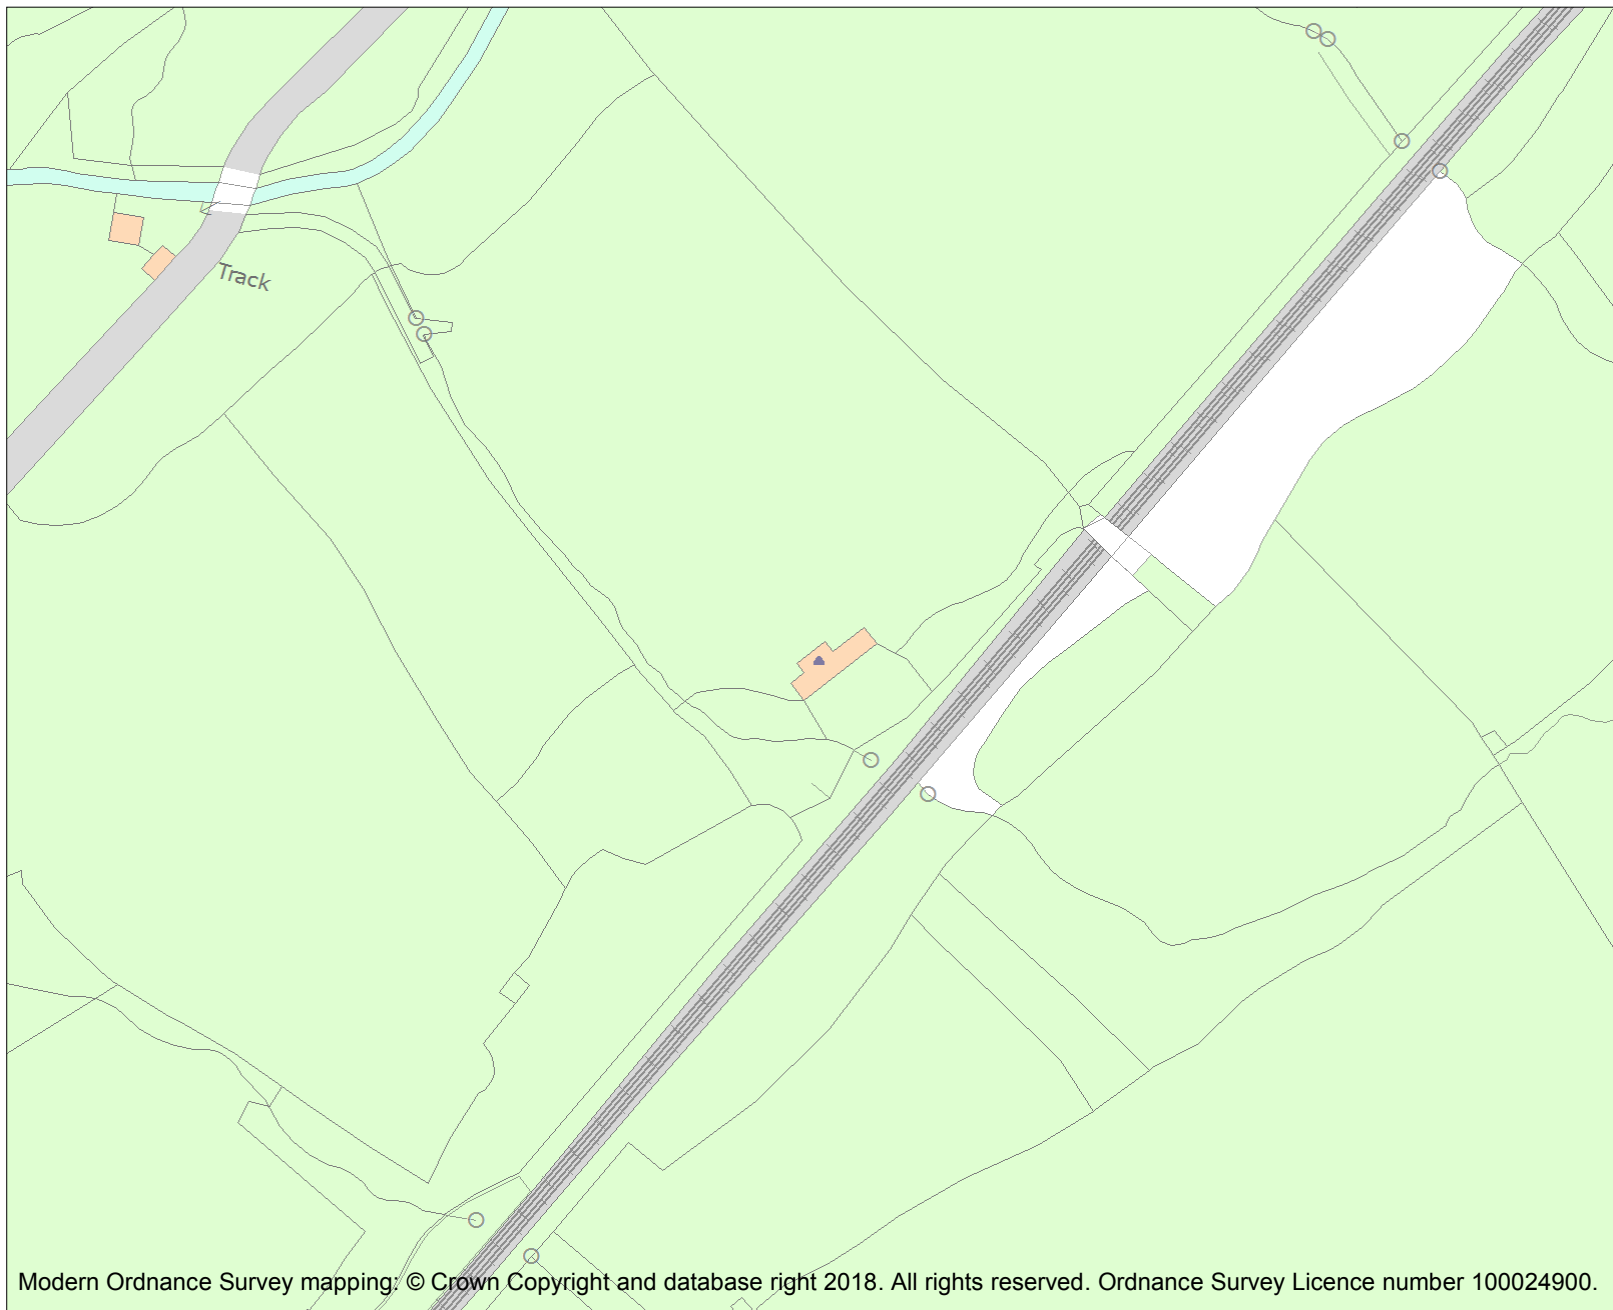 Track
Modern Ordnance Survey mapping: © Crown Copyright and database right 2018. All rights reserved. Ordnance Survey Licence number 100024900.